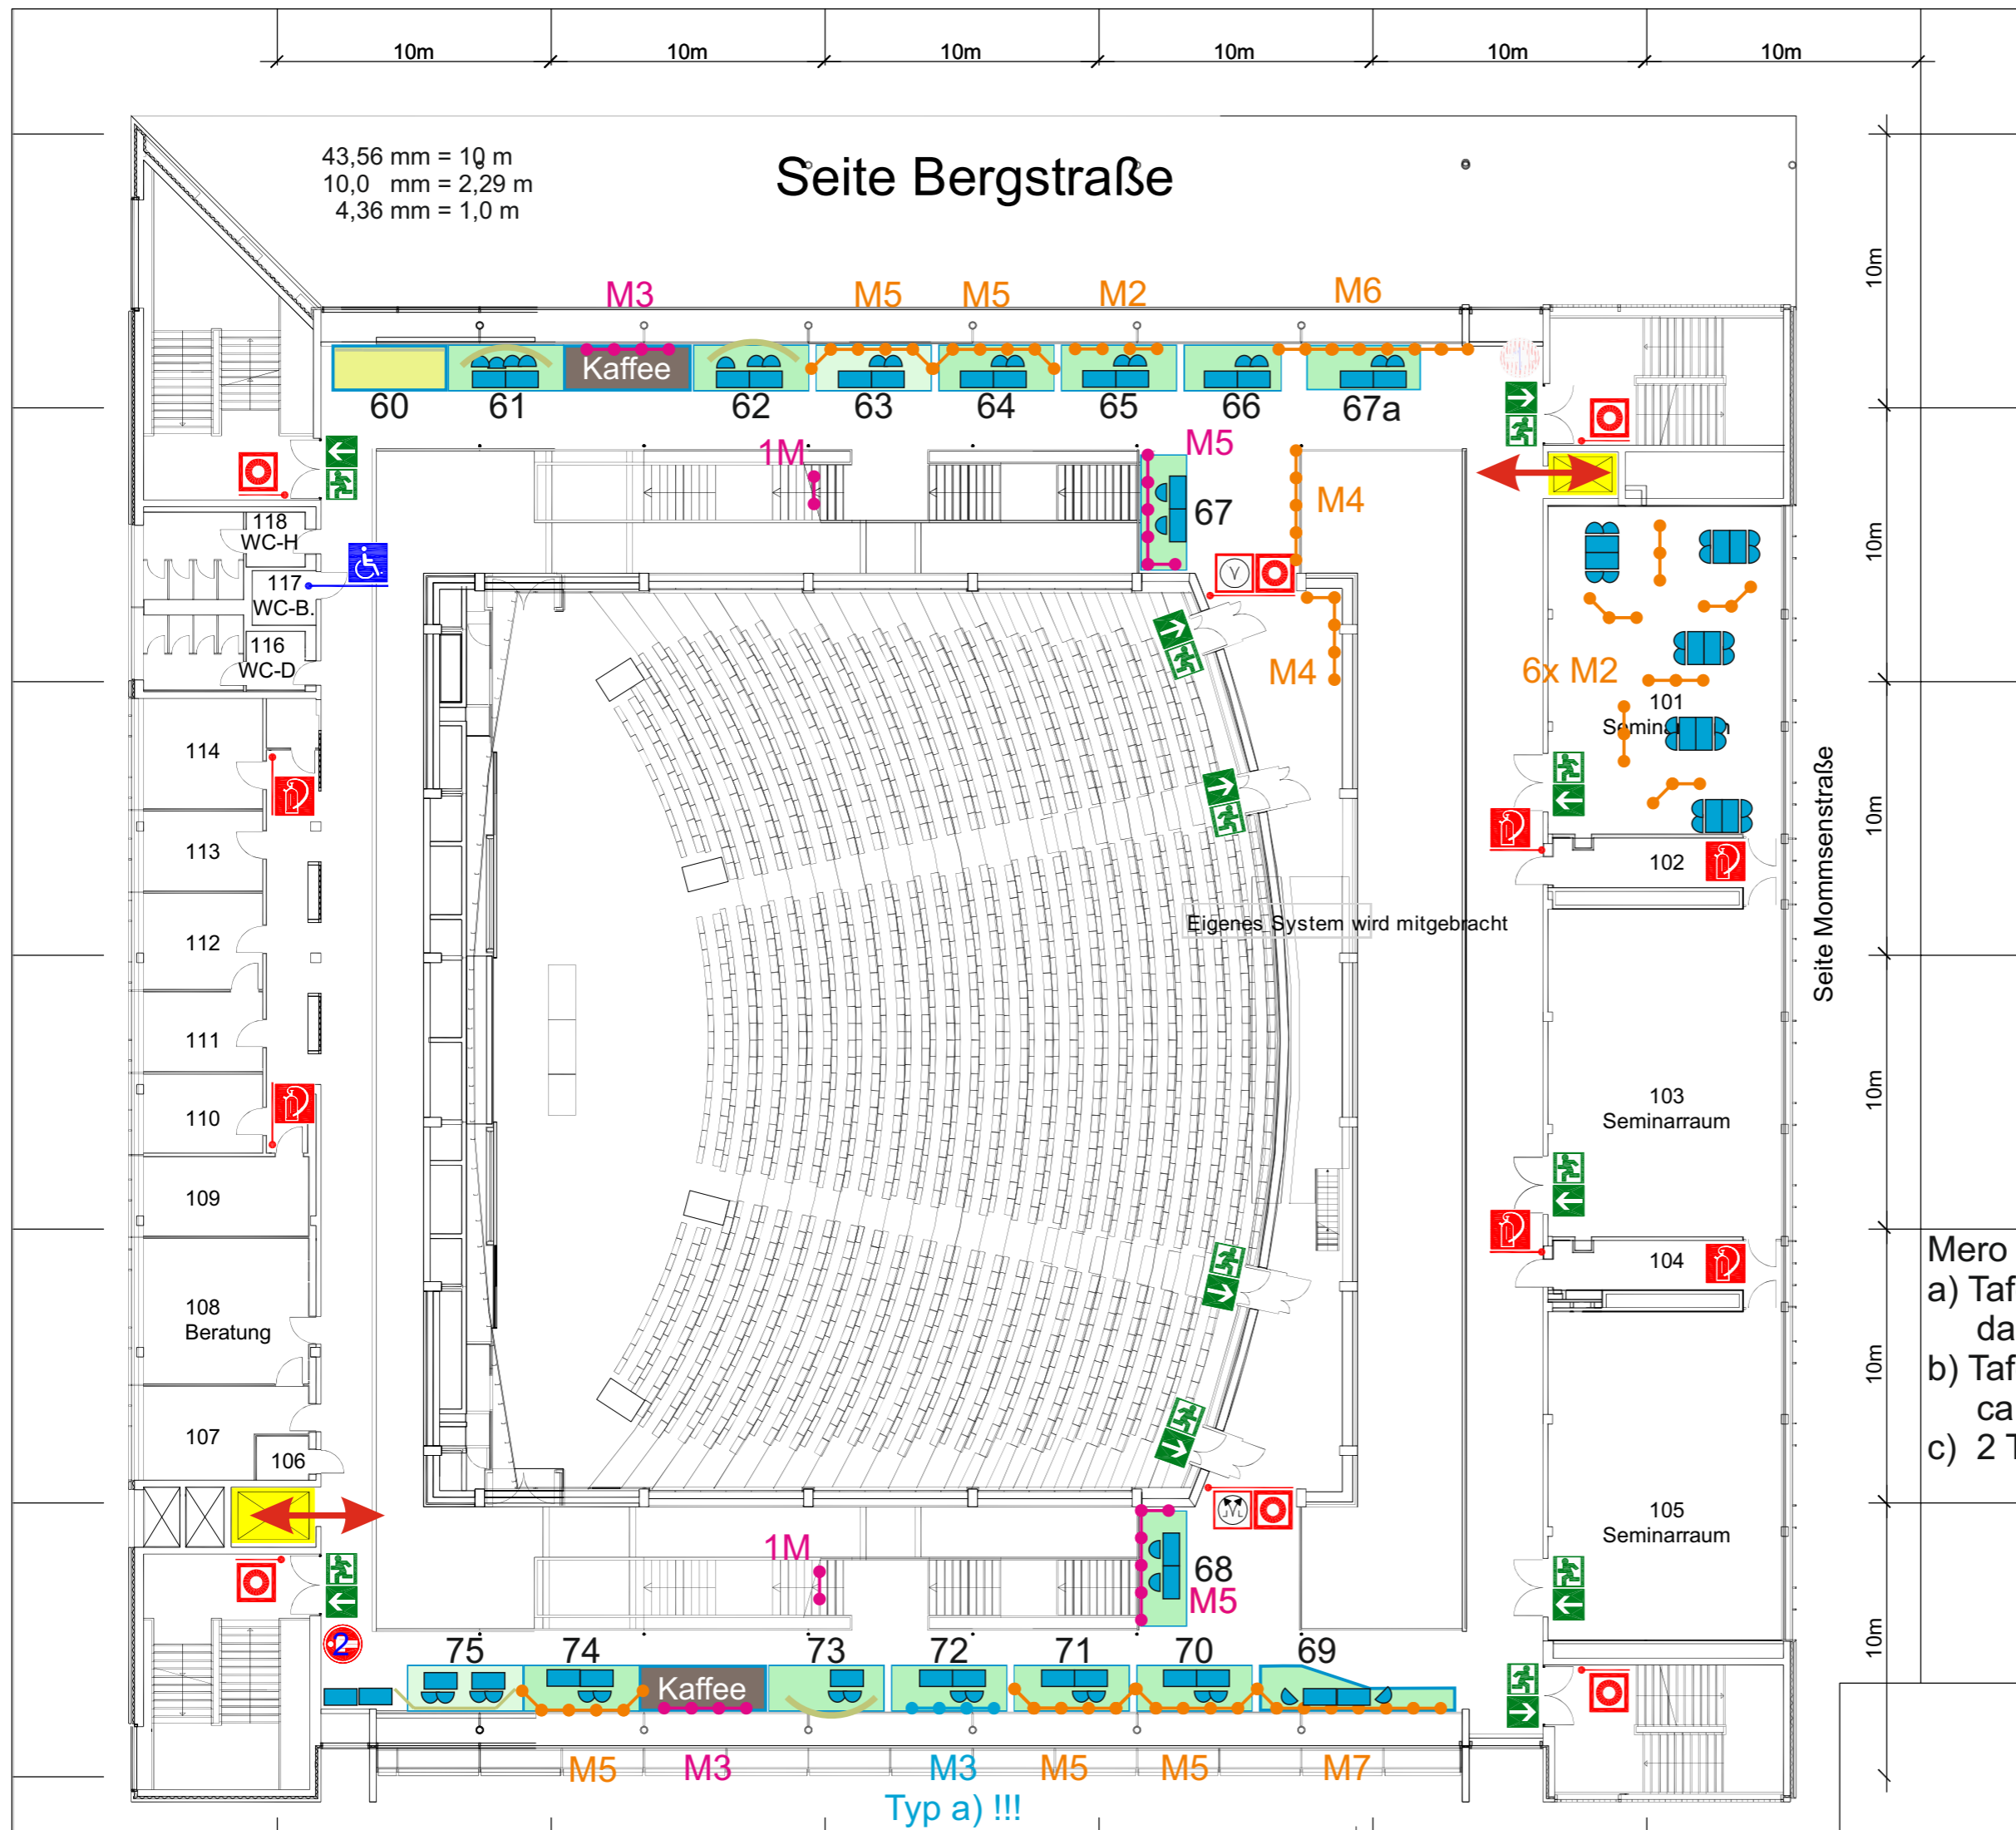 10m 10m 10m 10m 10m 10m
43,56 mm = 10 m
10,0 mm = 2,29 m
4,36 mm = 1,0 m
Seite Bergstraße
10m
M3 M5 M5 M2 M6
Kaffee
60 61 62 63 64 65 66 67a
1M
M5
67
M4
10m
118
WC-H
117
WC-B.
116
WC-D
M4
6x M2
101
114
113
10m
102
Seite Mommsenstraße
112
Eigenes System wird mitgebracht
111
110
103
Seminarraum
10m
109
104
108
Beratung
Mero
a) Taf
da
b) Taf
ca
c) 2 T
10m
107
106
105
Seminarraum
1M
68
M5
2
10m
75 74 73 72 71 70 69
Kaffee
M5 M3 M3 M5 M5 M7
Typ a) !!!